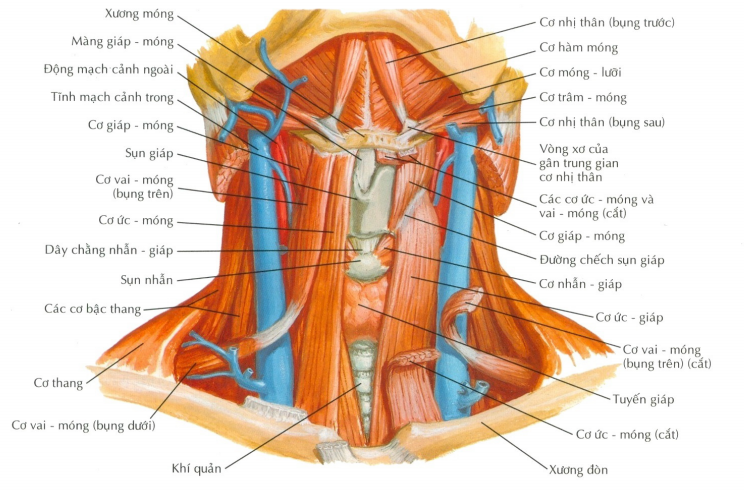 Xương móng
Màng giáp - móng
Động mạch cảnh ngoài
Tĩnh mạch cảnh trong
Cơ giáp - móng
Sụn giáp
Cơ vai - móng
(bụng trên)
Cơ ức - móng
Dây chằng nhẫn - giáp
Sụn nhẫn
Các cơ bậc thang
Cơ thang
Cơ vai - móng (bụng dưới)
Khí quản
Cơ nhị thân (bụng trước)
Cơ hàm móng
Cơ móng - lưỡi
Cơ trâm - móng
Cơ nhị thân (bụng sau)
Vòng xơ của
gân trung gian
cơ nhị thân
Các cơ ức - móng và
vai - móng (cắt)
Cơ giáp - móng
Đường chếch sụn giáp
Cơ nhẫn - giáp
Cơ ức - giáp
Cơ vai - móng
(bụng trên) (cắt)
Tuyến giáp
Cơ ức - móng (cắt)
Xương đòn